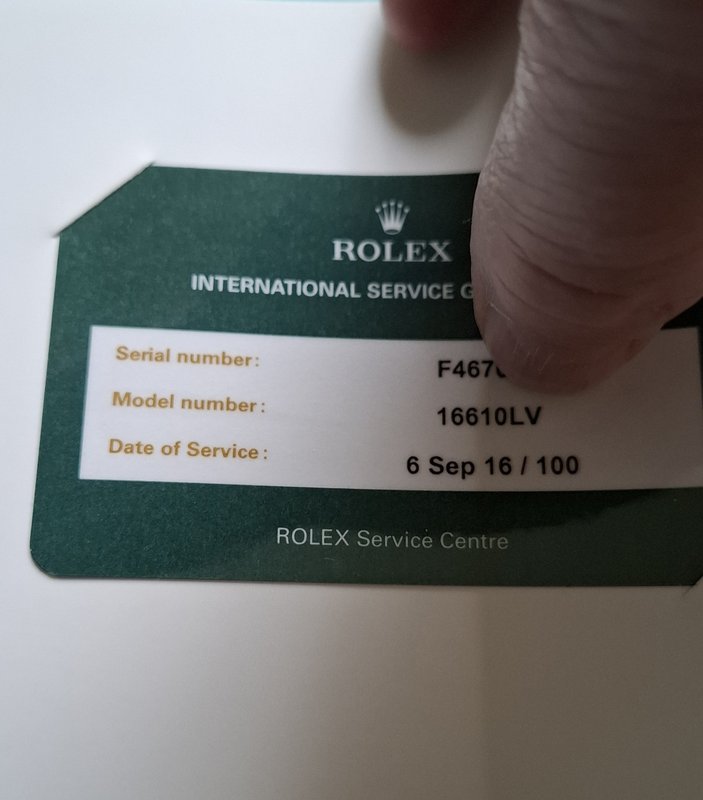 ROLEX
INTERNATIONAL SERVICE
Serial number: F467
Model number: 16610LV
Date of Service: 6 Sep 16 / 100
ROLEX Service Centre